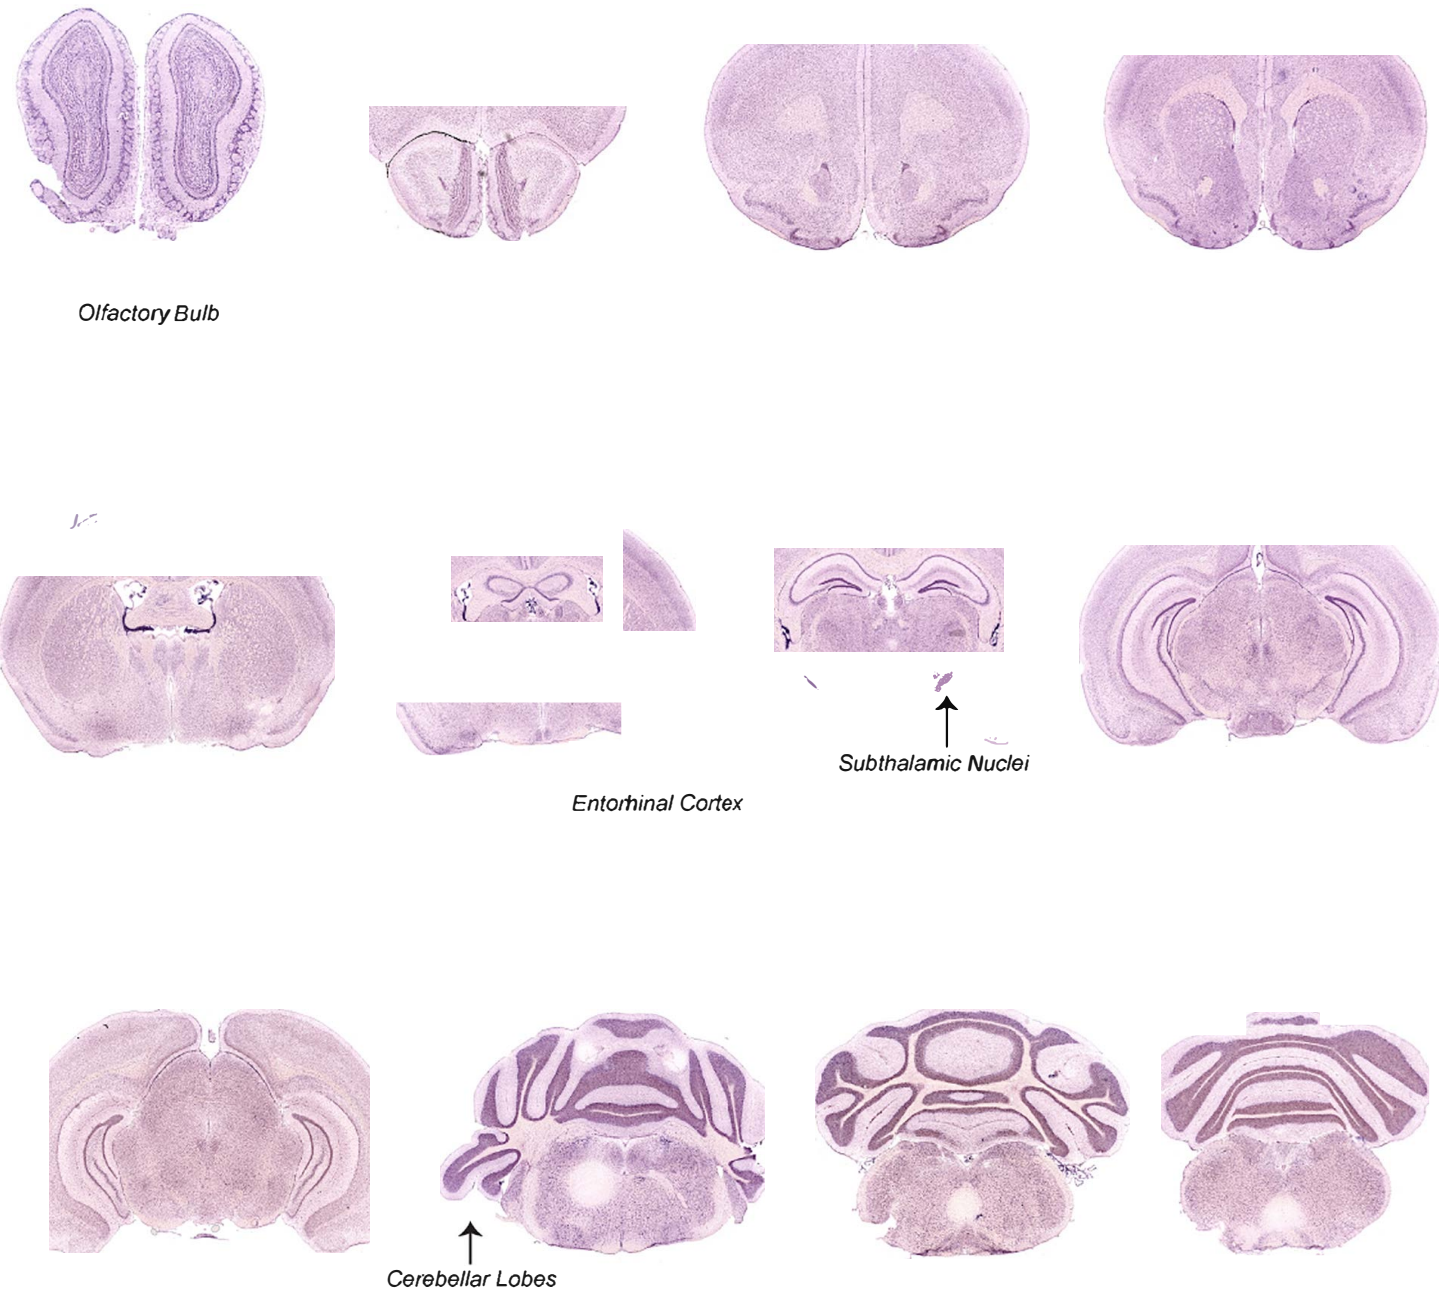 Olfactory Bulb
Subthalamic Nuclei
Entorhinal Cortex
Cerebellar Lobes